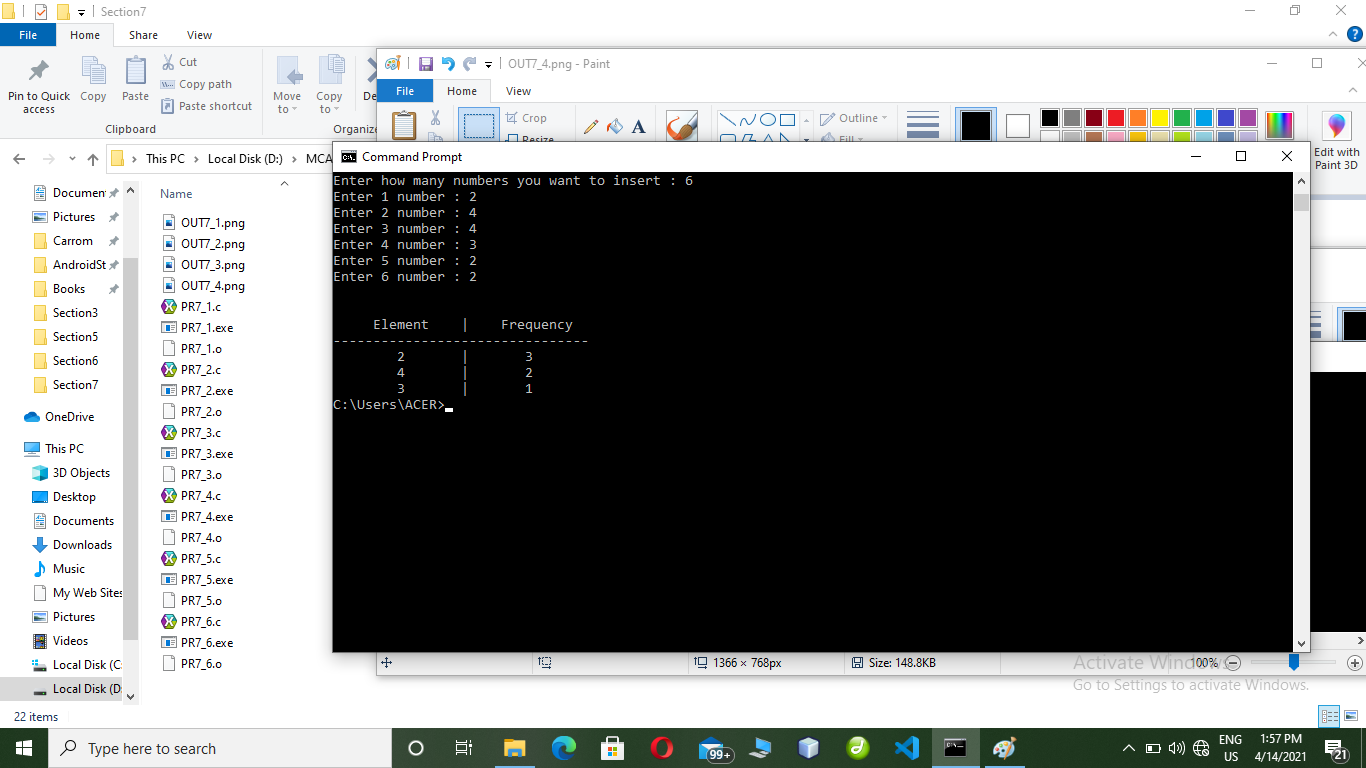 Section7
File Home Share View
Pin to Quick access
Copy
Paste
Cut
Copy path
Paste shortcut
Move to
Copy to
De
Clipboard
Organiz
This PC > Local Disk (D:) > MCA
Documen
Pictures
Carrom
AndroidSt
Books
Section3
Section5
Section6
Section7
OneDrive
This PC
3D Objects
Desktop
Documents
Downloads
Music
My Web Sites
Pictures
Videos
Local Disk (C
Local Disk (D
Name
OUT7_1.png
OUT7_2.png
OUT7_3.png
OUT7_4.png
PR7_1.c
PR7_1.exe
PR7_1.o
PR7_2.c
PR7_2.exe
PR7_2.o
PR7_3.c
PR7_3.exe
PR7_3.o
PR7_4.c
PR7_4.exe
PR7_4.o
PR7_5.c
PR7_5.exe
PR7_5.o
PR7_6.c
PR7_6.exe
PR7_6.o
22 items
OUT7_4.png - Paint
File Home View
Crop
Resize
A
Outline
Fill
Edit with Paint 3D
Command Prompt
Enter how many numbers you want to insert : 6
Enter 1 number : 2
Enter 2 number : 4
Enter 3 number : 4
Enter 4 number : 3
Enter 5 number : 2
Enter 6 number : 2
Element | Frequency
--------------------------------
2 | 3
4 | 2
3 | 1
C:\Users\ACER>
1366 × 768px
Size: 148.8KB
100%
Activate Windows
Go to Settings to activate Windows.
Type here to search
99+
ENG
US
1:57 PM
4/14/2021
21